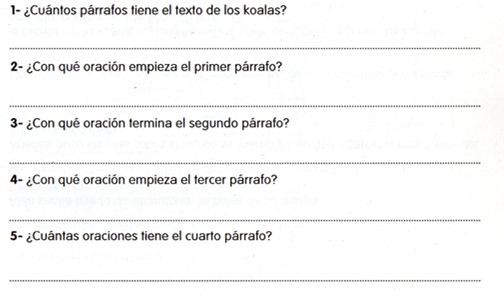 1- ¿Cuántos párrafos tiene el texto de los koalas?
2- ¿Con qué oración empieza el primer párrafo?
3- ¿Con qué oración termina el segundo párrafo?
4- ¿Con qué oración empieza el tercer párrafo?
5- ¿Cuántas oraciones tiene el cuarto párrafo?